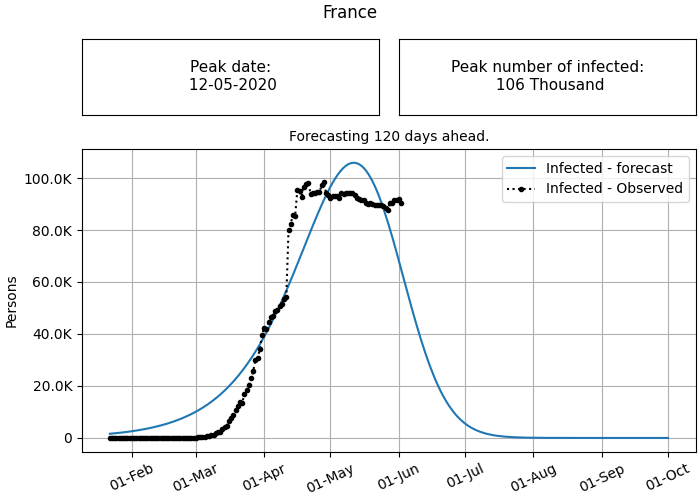 France
Peak date:
12-05-2020
Peak number of infected:
106 Thousand
Forecasting 120 days ahead.
Infected - forecast
Infected - Observed
100.0K
80.0K
60.0K
40.0K
20.0K
0
Persons
01-Feb
01-Mar
01-Apr
01-May
01-Jun
01-Jul
01-Aug
01-Sep
01-Oct